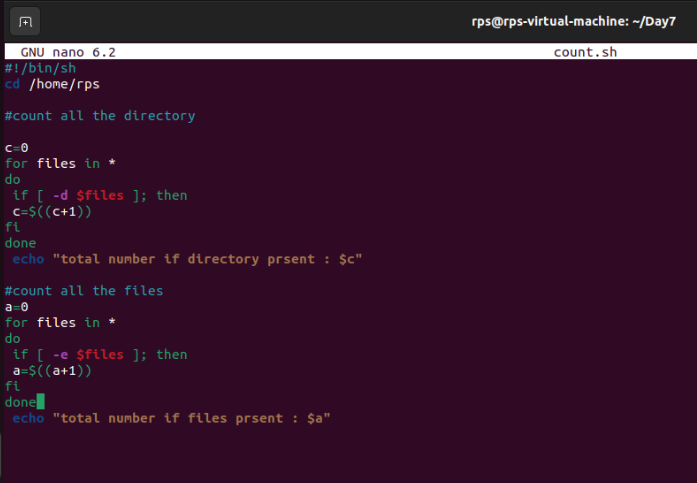 rps@rps-virtual-machine: ~/Day7
GNU nano 6.2 count.sh
#!/bin/sh
cd /home/rps
#count all the directory
c=0
for files in *
do
if [ -d $files ]; then
c=$((c+1))
fi
done
echo "total number if directory prsent : $c"
#count all the files
a=0
for files in *
do
if [ -e $files ]; then
a=$((a+1))
fi
done
echo "total number if files prsent : $a"